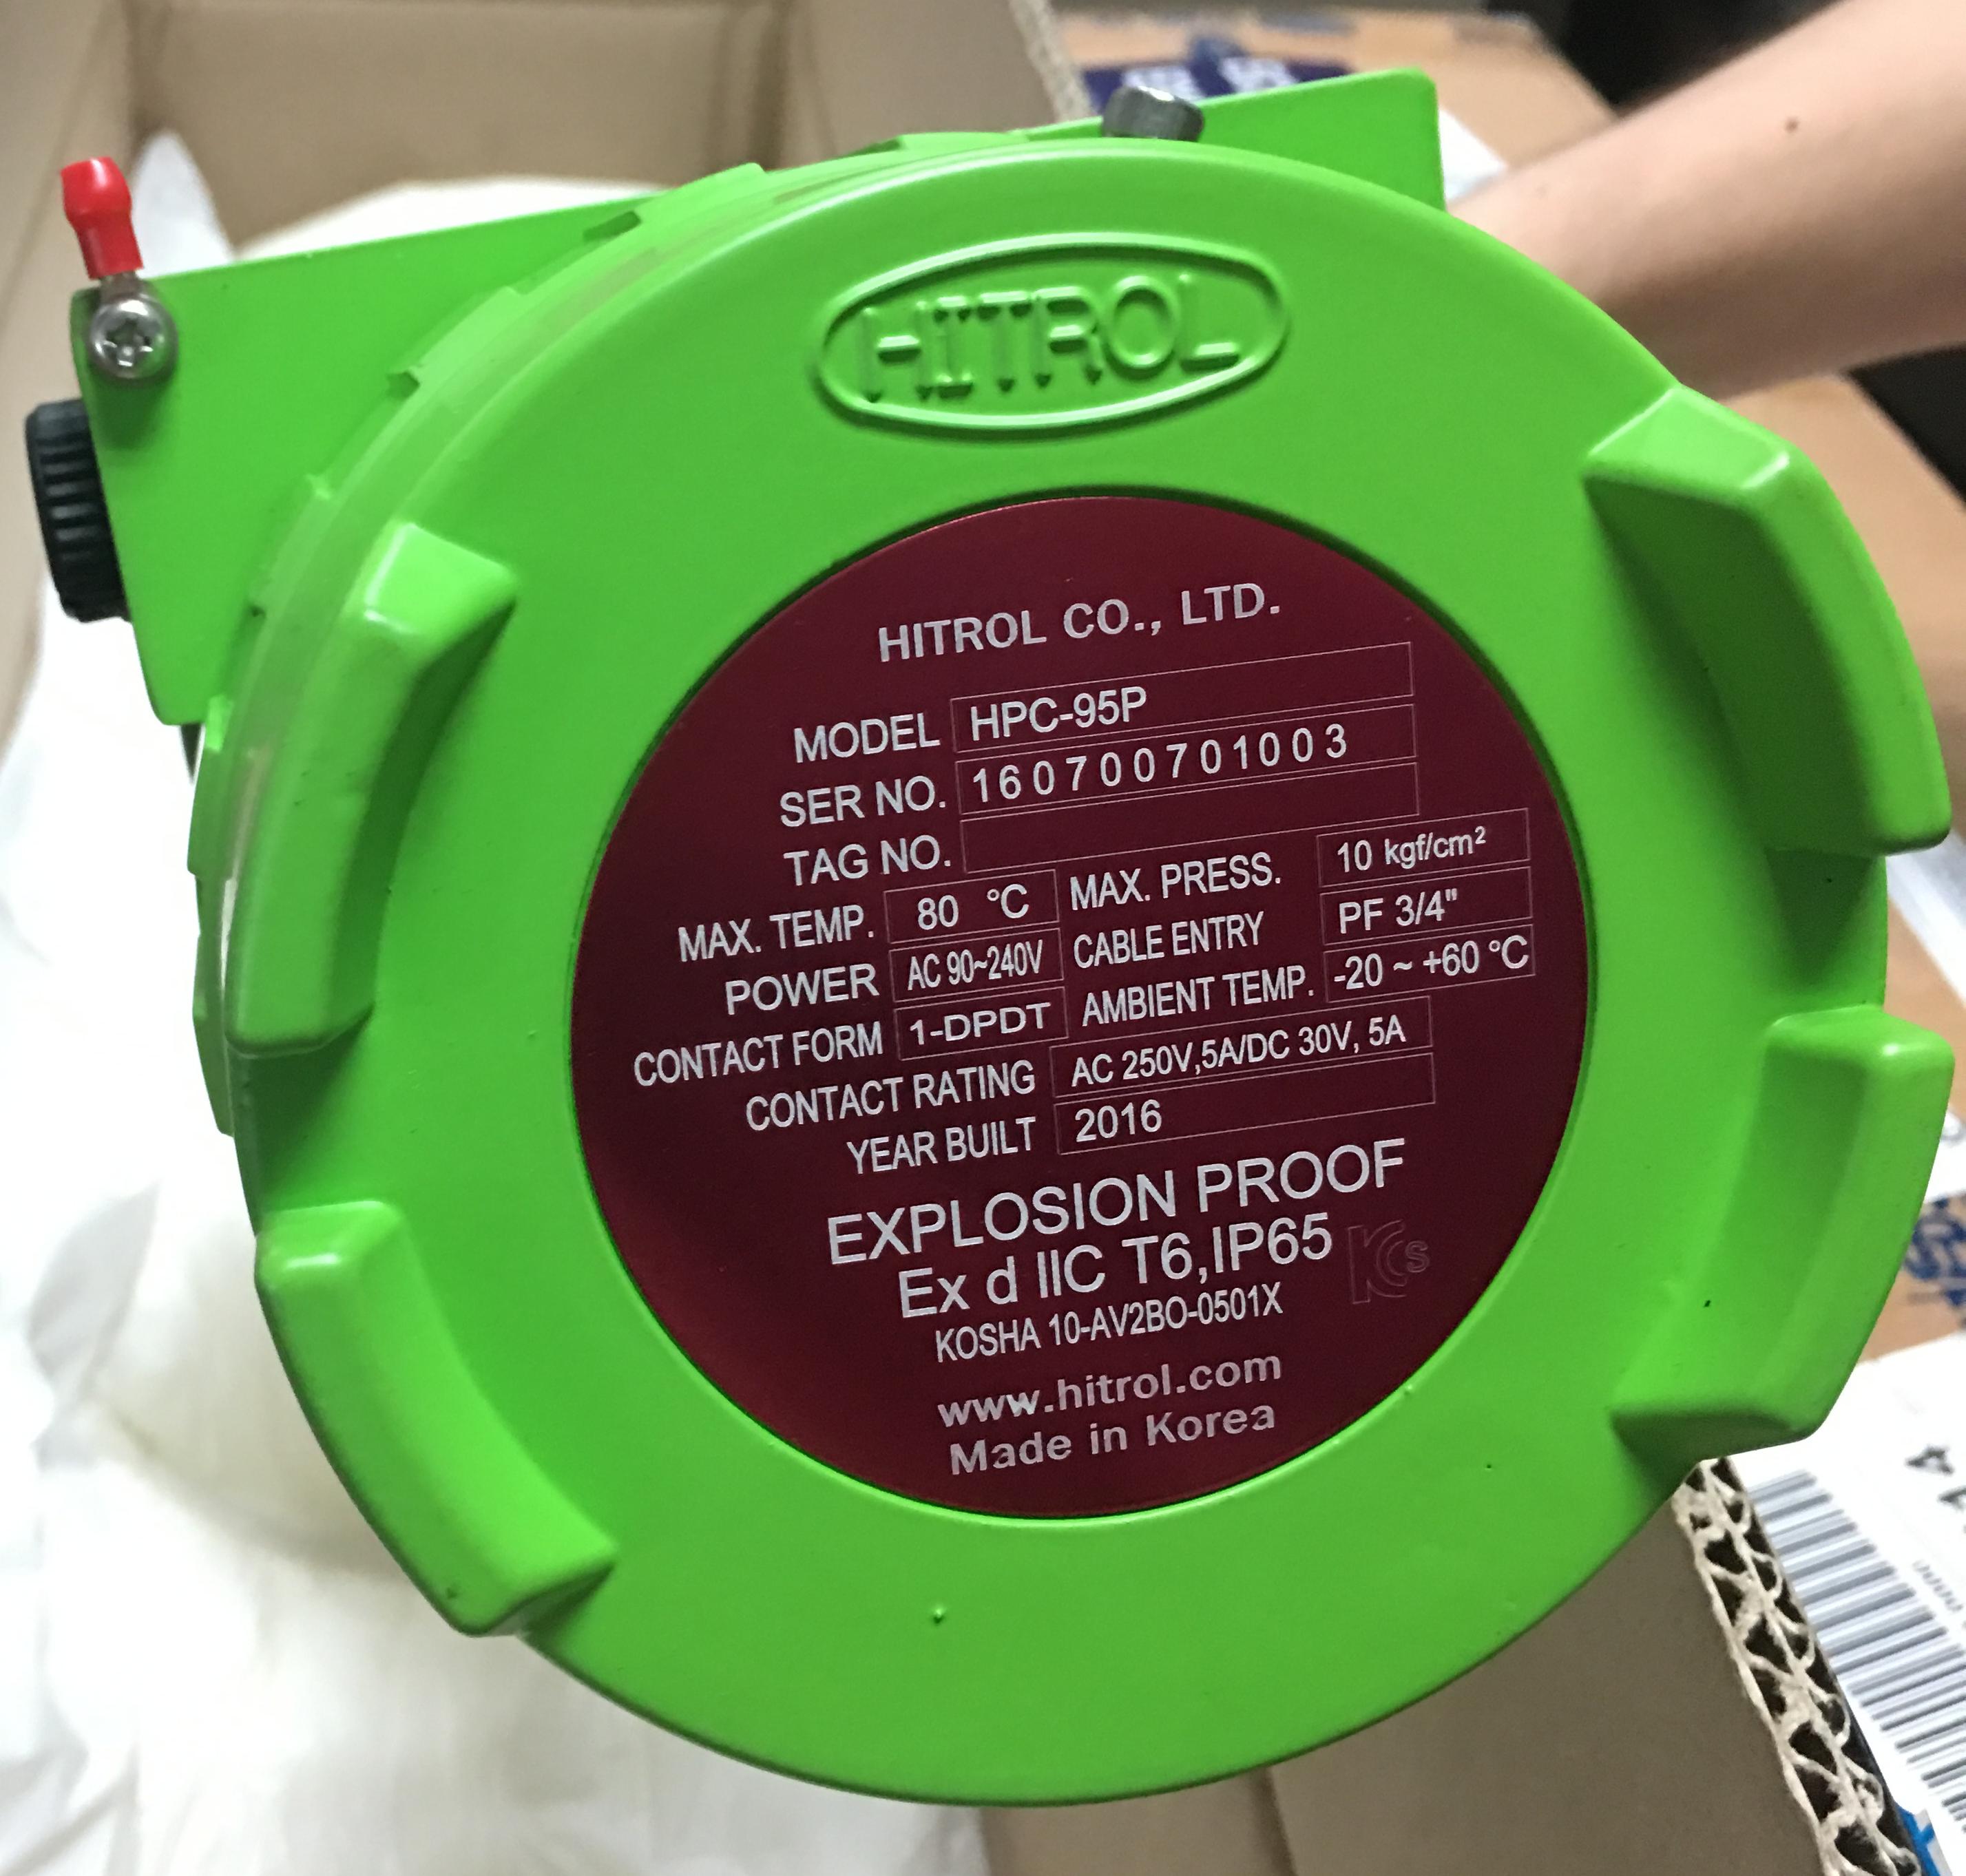 HITROL
HITROL CO., LTD.
MODEL HPC-95P
SER NO. 160700701003
TAG NO.
MAX. TEMP. 80 °C MAX. PRESS. 10 kgf/cm²
POWER AC 90~240V CABLE ENTRY PF 3/4"
CONTACT FORM 1-DPDT AMBIENT TEMP. -20 ~ +60 °C
CONTACT RATING AC 250V,5A/DC 30V, 5A
YEAR BUILT 2016
EXPLOSION PROOF
Ex d IIC T6,IP65
KCs
KOSHA 10-AV2BO-0501X
www.hitrol.com
Made in Korea